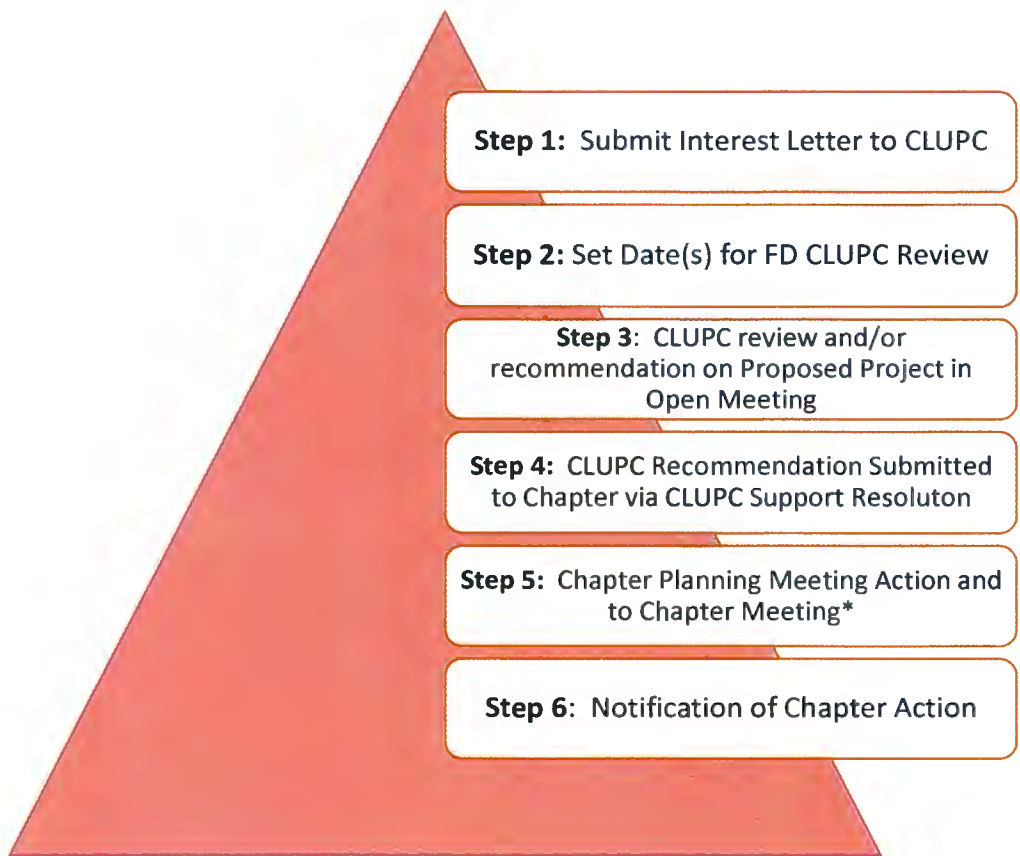 Step 1: Submit Interest Letter to CLUPC
Step 2: Set Date(s) for FD CLUPC Review
Step 3: CLUPC review and/or
recommendation on Proposed Project in
Open Meeting
Step 4: CLUPC Recommendation Submitted
to Chapter via CLUPC Support Resoluton
Step 5: Chapter Planning Meeting Action and
to Chapter Meeting*
Step 6: Notification of Chapter Action